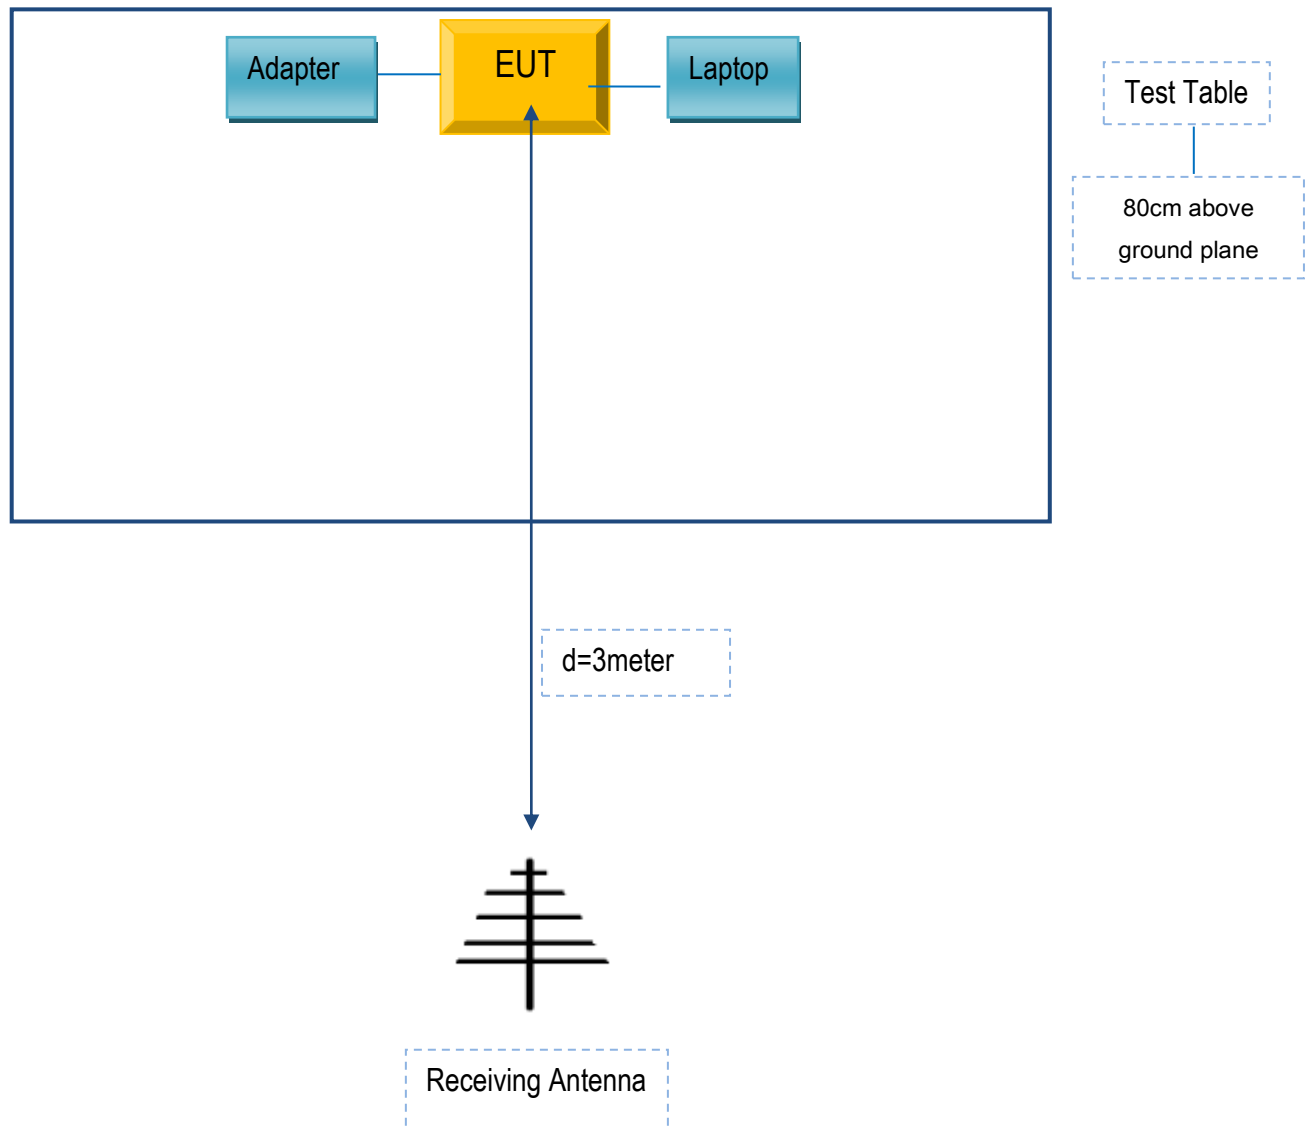 Adapter
EUT
Laptop
Test Table
80cm above
ground plane
d=3meter
Receiving Antenna